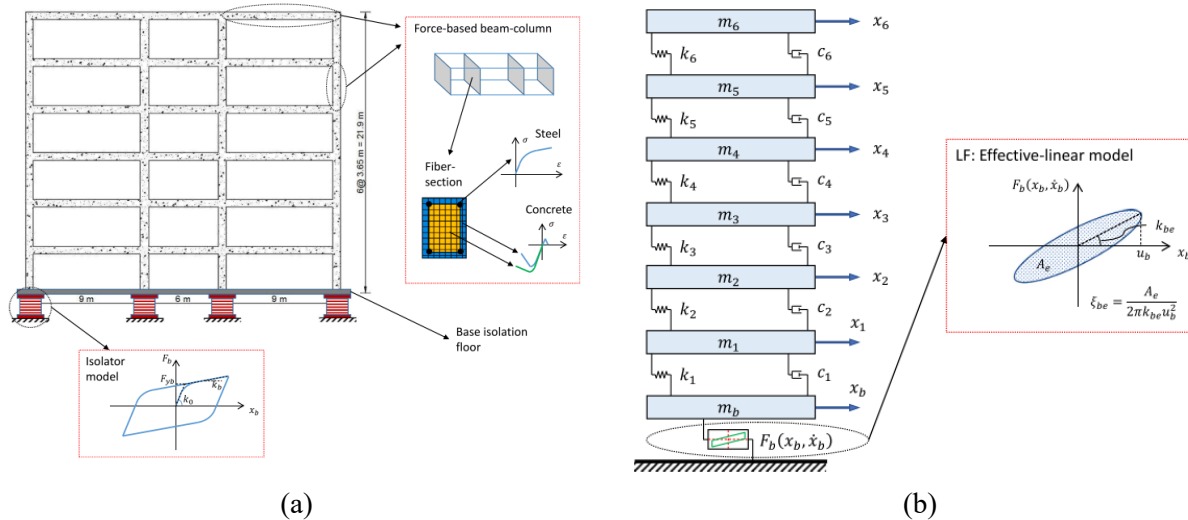 Force-based beam-column
Steel
σ
ε
Fiber-
section
Concrete
σ
ε
6@ 3.65 m = 21.9 m
9 m
6 m
9 m
Base isolation
floor
Isolator
model
F_b
F_yb
k_b
k_0
x_b
(a)
m_6
x_6
k_6
c_6
m_5
x_5
k_5
c_5
m_4
x_4
k_4
c_4
m_3
x_3
k_3
c_3
m_2
x_2
k_2
c_2
m_1
x_1
k_1
c_1
m_b
x_b
F_b(x_b, ẋ_b)
LF: Effective-linear model
F_b(x_b, ẋ_b)
k_be
x_b
u_b
A_e
ξ_be = A_e / 2πk_be u_b^2
(b)